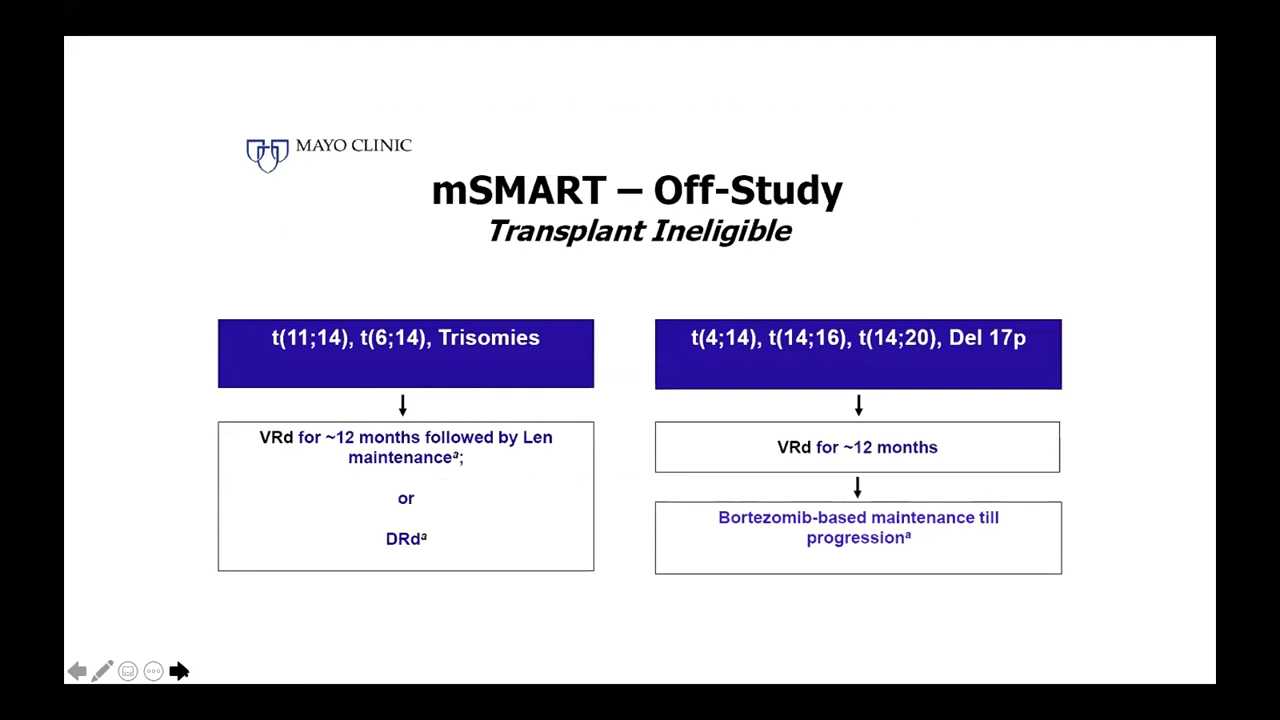 MAYO CLINIC
mSMART – Off-Study
Transplant Ineligible
t(11;14), t(6;14), Trisomies
VRd for ~12 months followed by Len
maintenanceª;
or
DRdª
t(4;14), t(14;16), t(14;20), Del 17p
VRd for ~12 months
Bortezomib-based maintenance till
progressionª